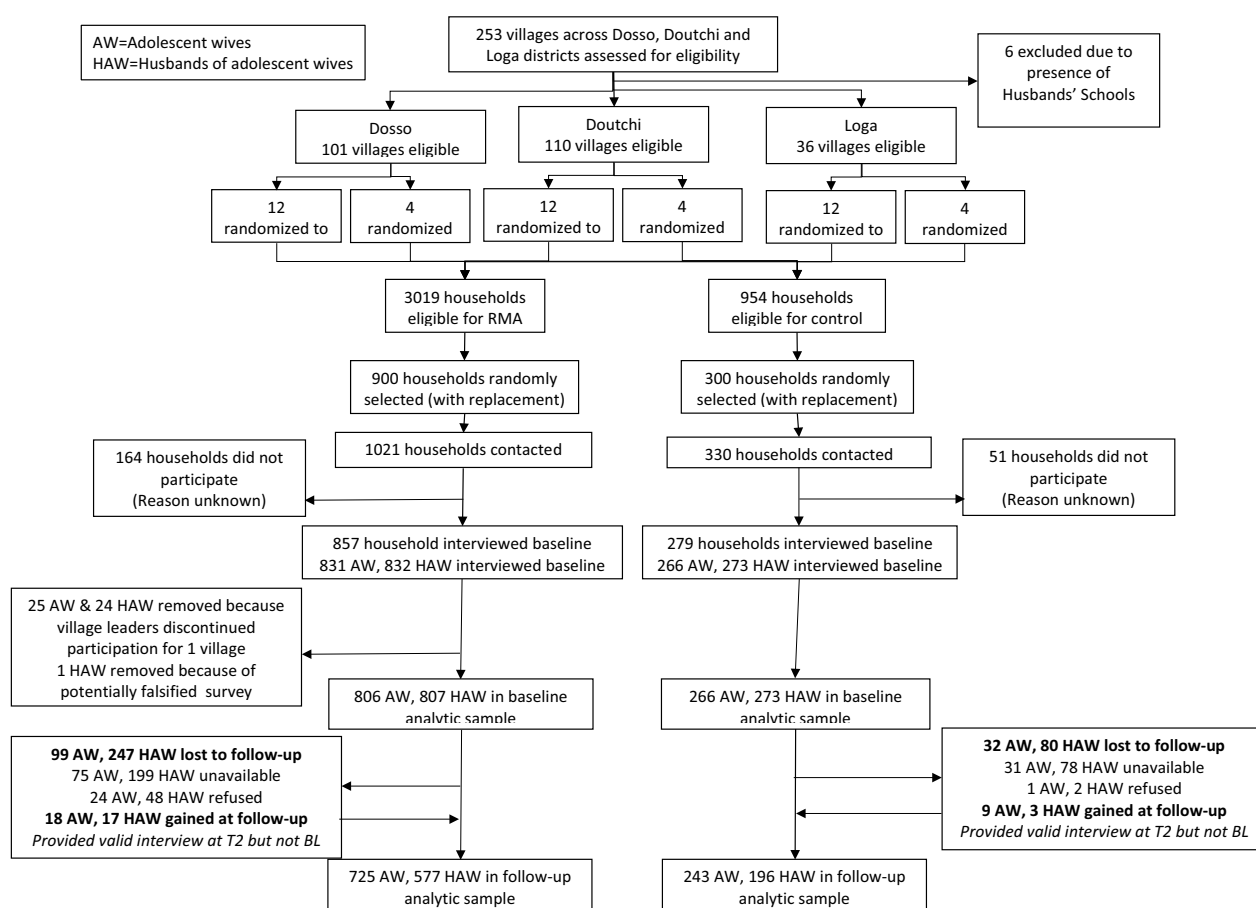 AW=Adolescent wives
HAW=Husbands of adolescent wives
253 villages across Dosso, Doutchi and
Loga districts assessed for eligibility
6 excluded due to
presence of
Husbands’ Schools
Dosso
101 villages eligible
Doutchi
110 villages eligible
Loga
36 villages eligible
12
randomized to
4
randomized
12
randomized to
4
randomized
12
randomized to
4
randomized
3019 households
eligible for RMA
954 households
eligible for control
900 households randomly
selected (with replacement)
300 households randomly
selected (with replacement)
1021 households contacted
330 households contacted
164 households did not
participate
(Reason unknown)
51 households did not
participate
(Reason unknown)
857 household interviewed baseline
831 AW, 832 HAW interviewed baseline
279 households interviewed baseline
266 AW, 273 HAW interviewed baseline
25 AW & 24 HAW removed because
village leaders discontinued
participation for 1 village
1 HAW removed because of
potentially falsified survey
806 AW, 807 HAW in baseline
analytic sample
266 AW, 273 HAW in baseline
analytic sample
99 AW, 247 HAW lost to follow-up
75 AW, 199 HAW unavailable
24 AW, 48 HAW refused
18 AW, 17 HAW gained at follow-up
Provided valid interview at T2 but not BL
32 AW, 80 HAW lost to follow-up
31 AW, 78 HAW unavailable
1 AW, 2 HAW refused
9 AW, 3 HAW gained at follow-up
Provided valid interview at T2 but not BL
725 AW, 577 HAW in follow-up
analytic sample
243 AW, 196 HAW in follow-up
analytic sample